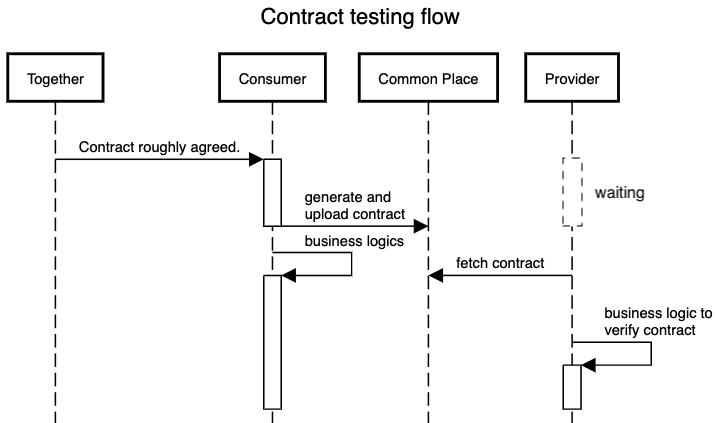 Contract testing flow
Together
Consumer
Common Place
Provider
Contract roughly agreed.
waiting
generate and
upload contract
business logics
fetch contract
business logic to
verify contract